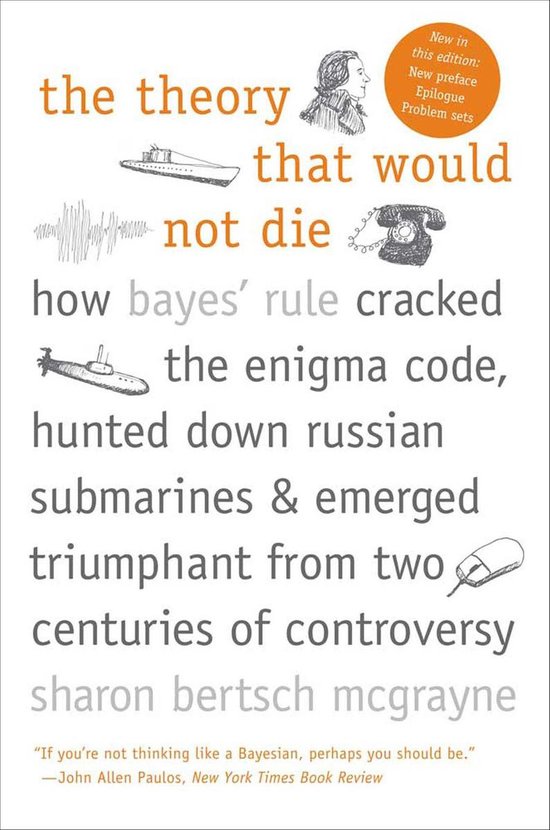 the theory
New in
this edition:
New preface
Epilogue
Problem sets
that would
not die
how bayes’ rule cracked
the enigma code,
hunted down russian
submarines & emerged
triumphant from two
centuries of controversy
sharon bertsch mcgrayne
“If you’re not thinking like a Bayesian, perhaps you should be.”
—John Allen Paulos, New York Times Book Review